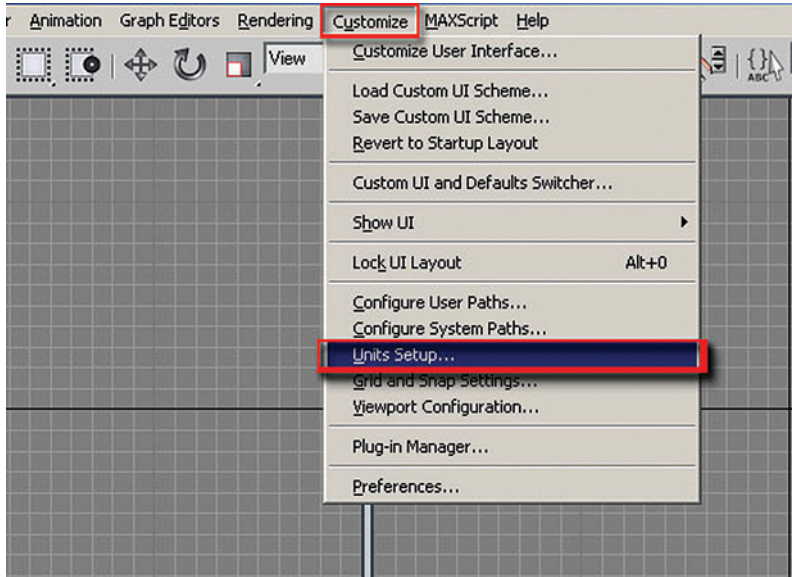 r Animation Graph Editors Rendering Customize MAXScript Help
View
{} ABC
Customize User Interface...
Load Custom UI Scheme...
Save Custom UI Scheme...
Revert to Startup Layout
Custom UI and Defaults Switcher...
Show UI
Lock UI Layout Alt+0
Configure User Paths...
Configure System Paths...
Units Setup...
Grid and Snap Settings...
Viewport Configuration...
Plug-in Manager...
Preferences...